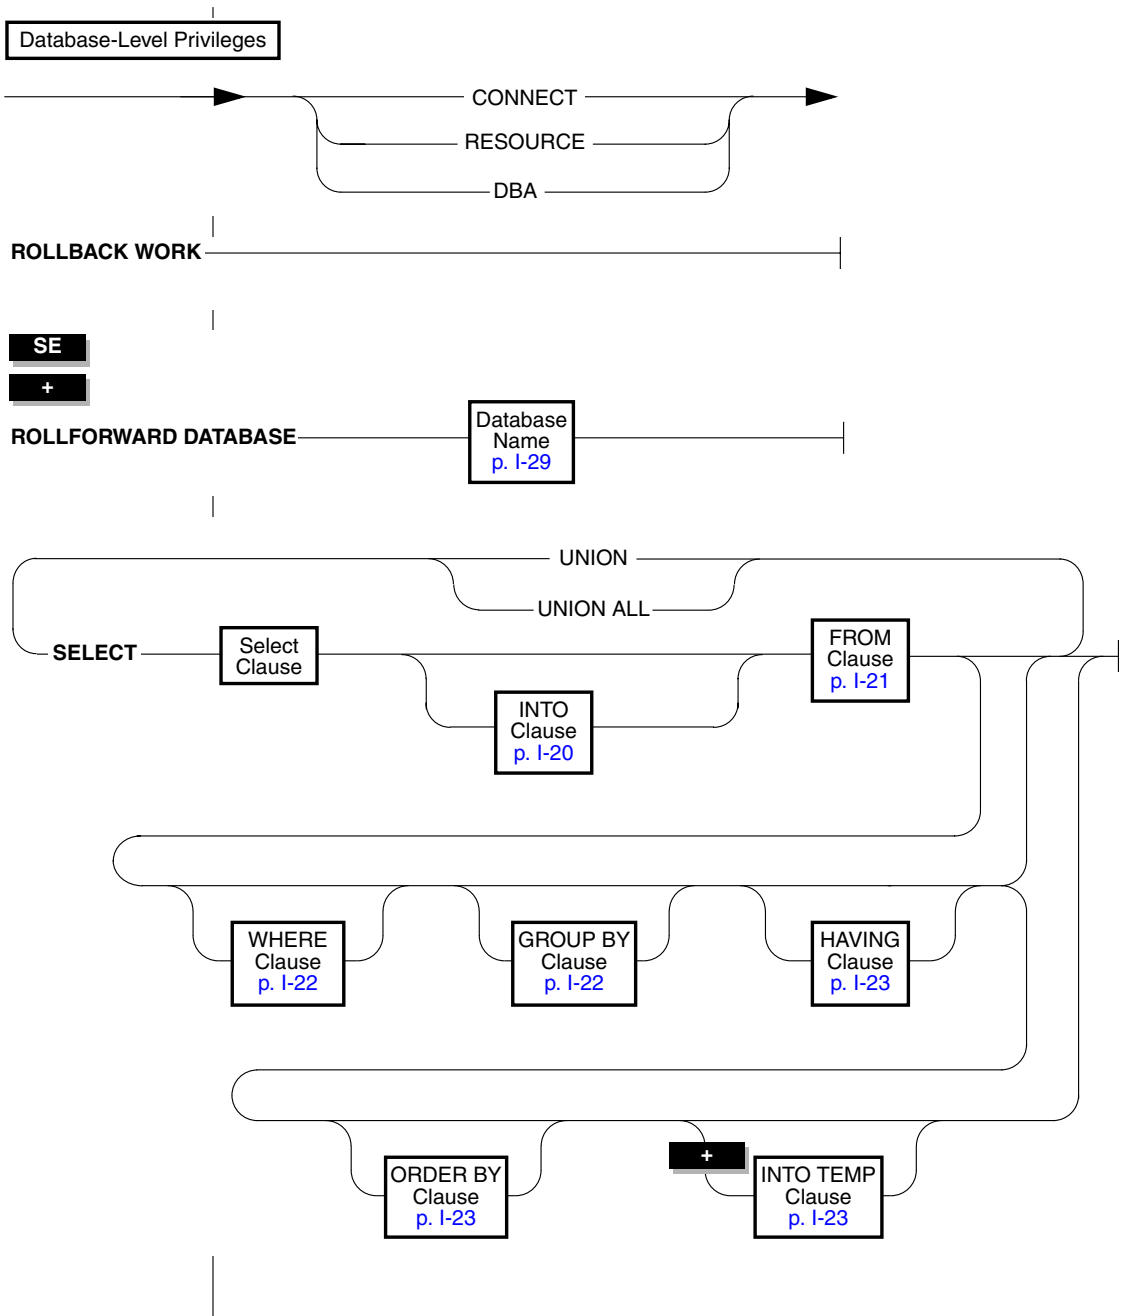 Database-Level Privileges
CONNECT
RESOURCE
DBA
ROLLBACK WORK
SE
+
ROLLFORWARD DATABASE
Database
Name
p. I-29
UNION
UNION ALL
SELECT
Select
Clause
INTO
Clause
p. I-20
FROM
Clause
p. I-21
WHERE
Clause
p. I-22
GROUP BY
Clause
p. I-22
HAVING
Clause
p. I-23
ORDER BY
Clause
p. I-23
+
INTO TEMP
Clause
p. I-23